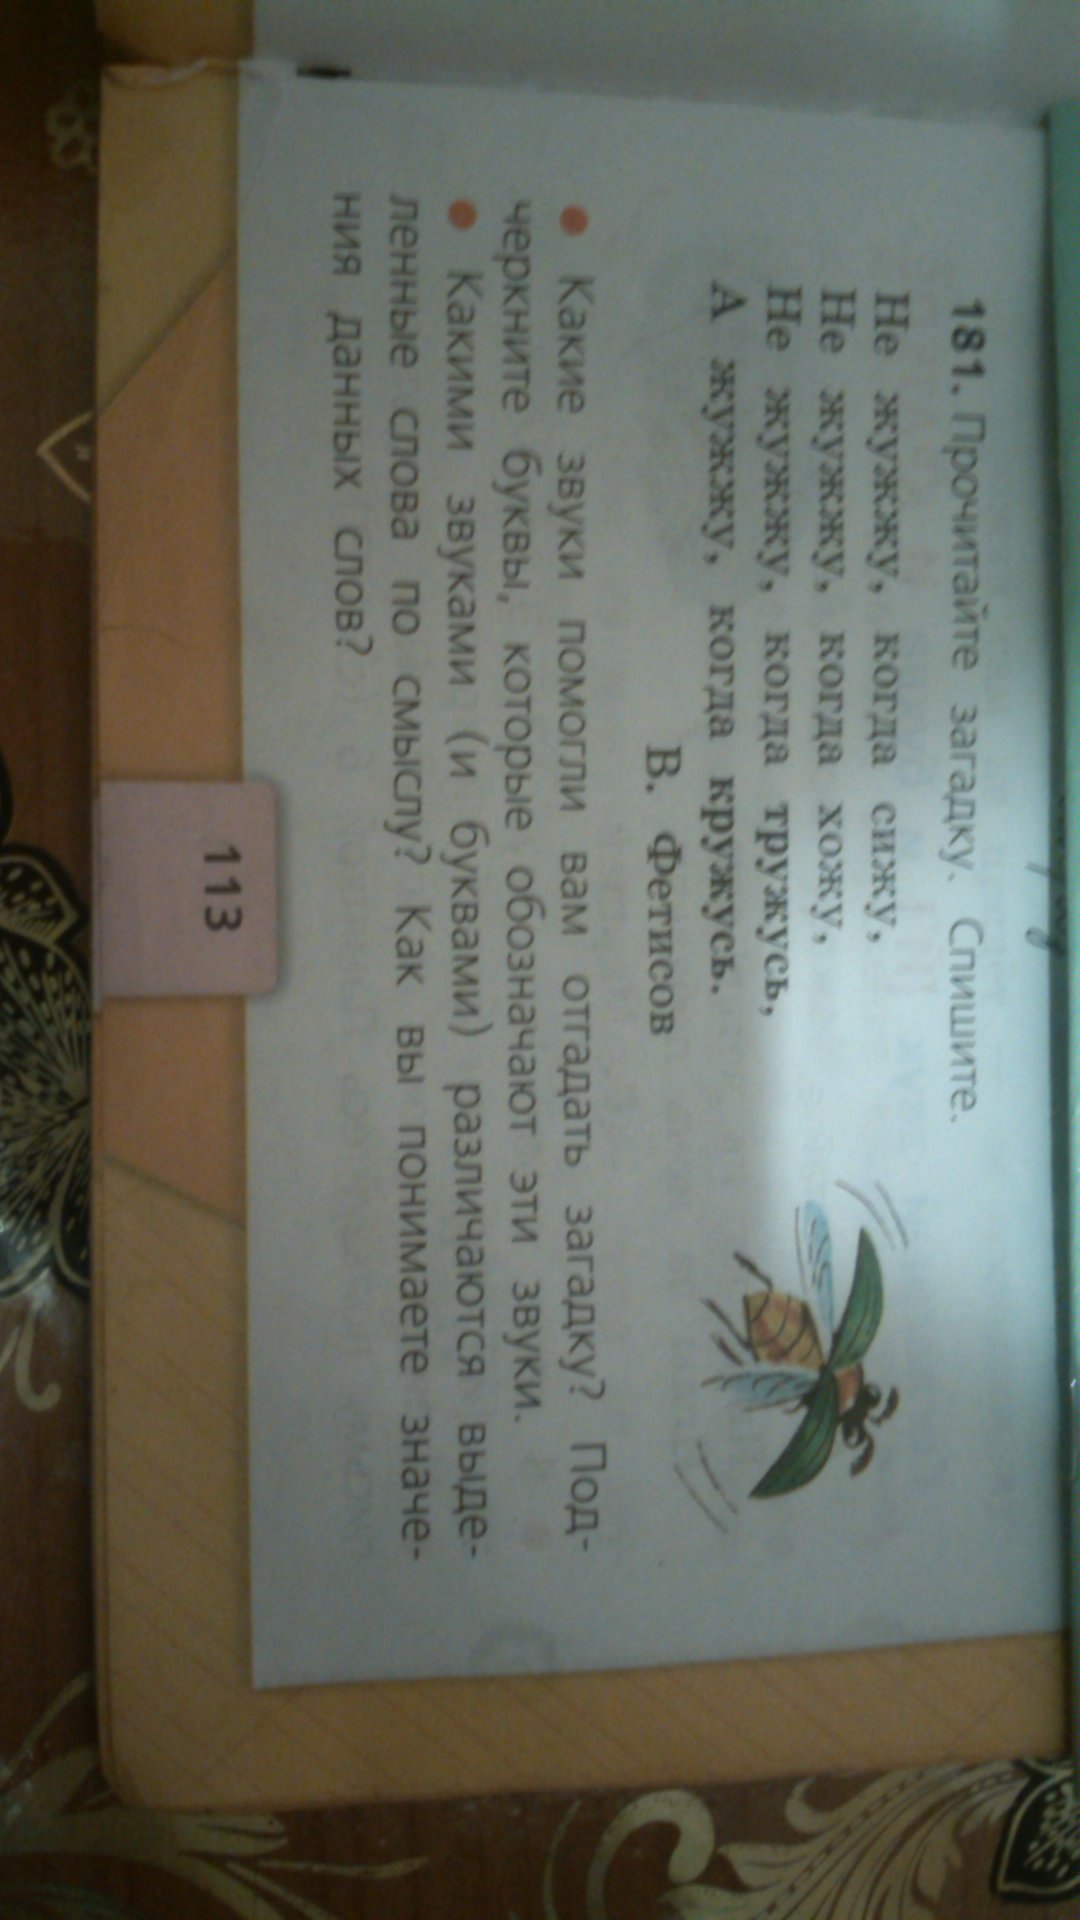 181. Прочитайте загадку. Спишите.
Не жужжу, когда сижу,
Не жужжу, когда хожу,
Не жужжу, когда тружусь,
А жужжу, когда кружусь.
В. Фетисов
● Какие звуки помогли вам отгадать загадку? Под-
черкните буквы, которые обозначают эти звуки.
● Какими звуками (и буквами) различаются выде-
ленные слова по смыслу? Как вы понимаете значе-
ния данных слов?
113